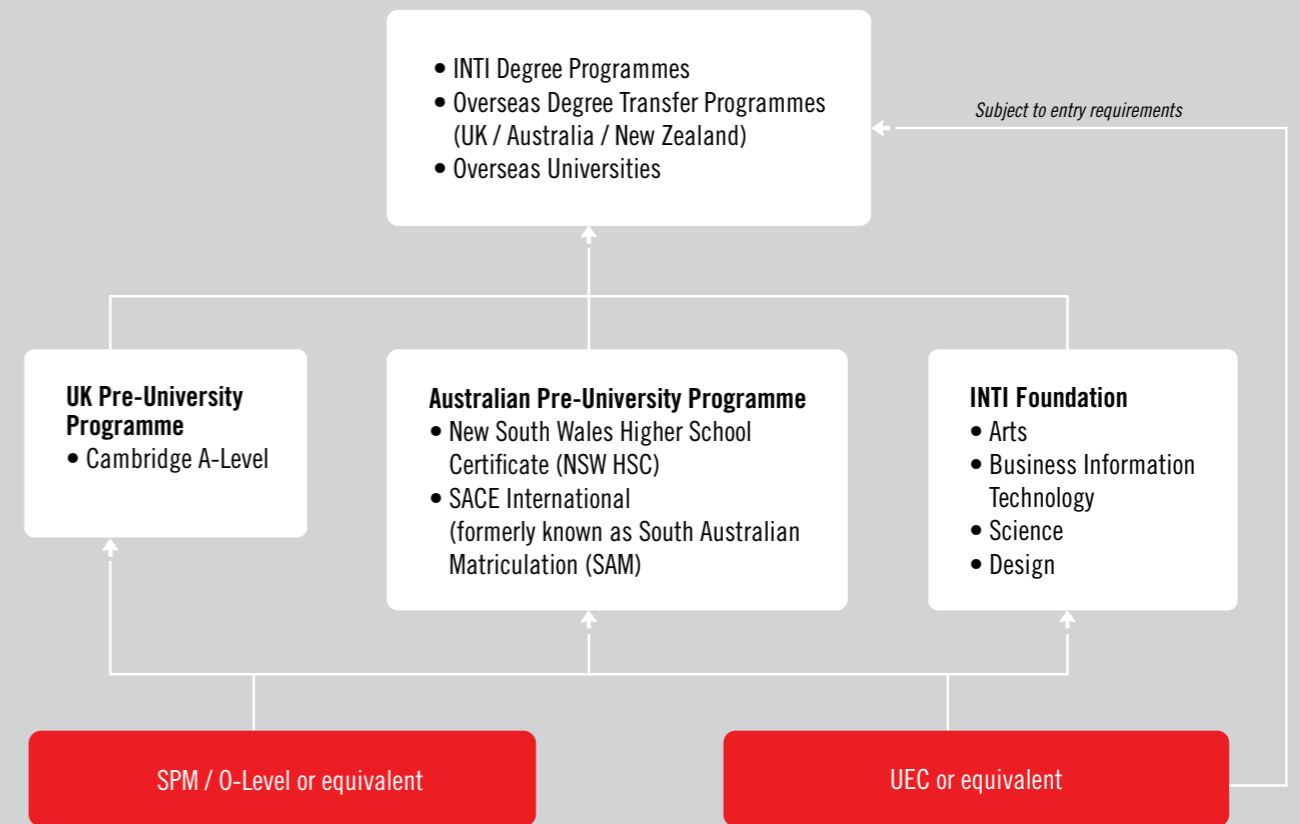 • INTI Degree Programmes
• Overseas Degree Transfer Programmes
(UK / Australia / New Zealand)
• Overseas Universities
Subject to entry requirements
UK Pre-University
Programme
• Cambridge A-Level
Australian Pre-University Programme
• New South Wales Higher School
Certificate (NSW HSC)
• SACE International
(formerly known as South Australian
Matriculation (SAM)
INTI Foundation
• Arts
• Business Information
Technology
• Science
• Design
SPM / O-Level or equivalent
UEC or equivalent